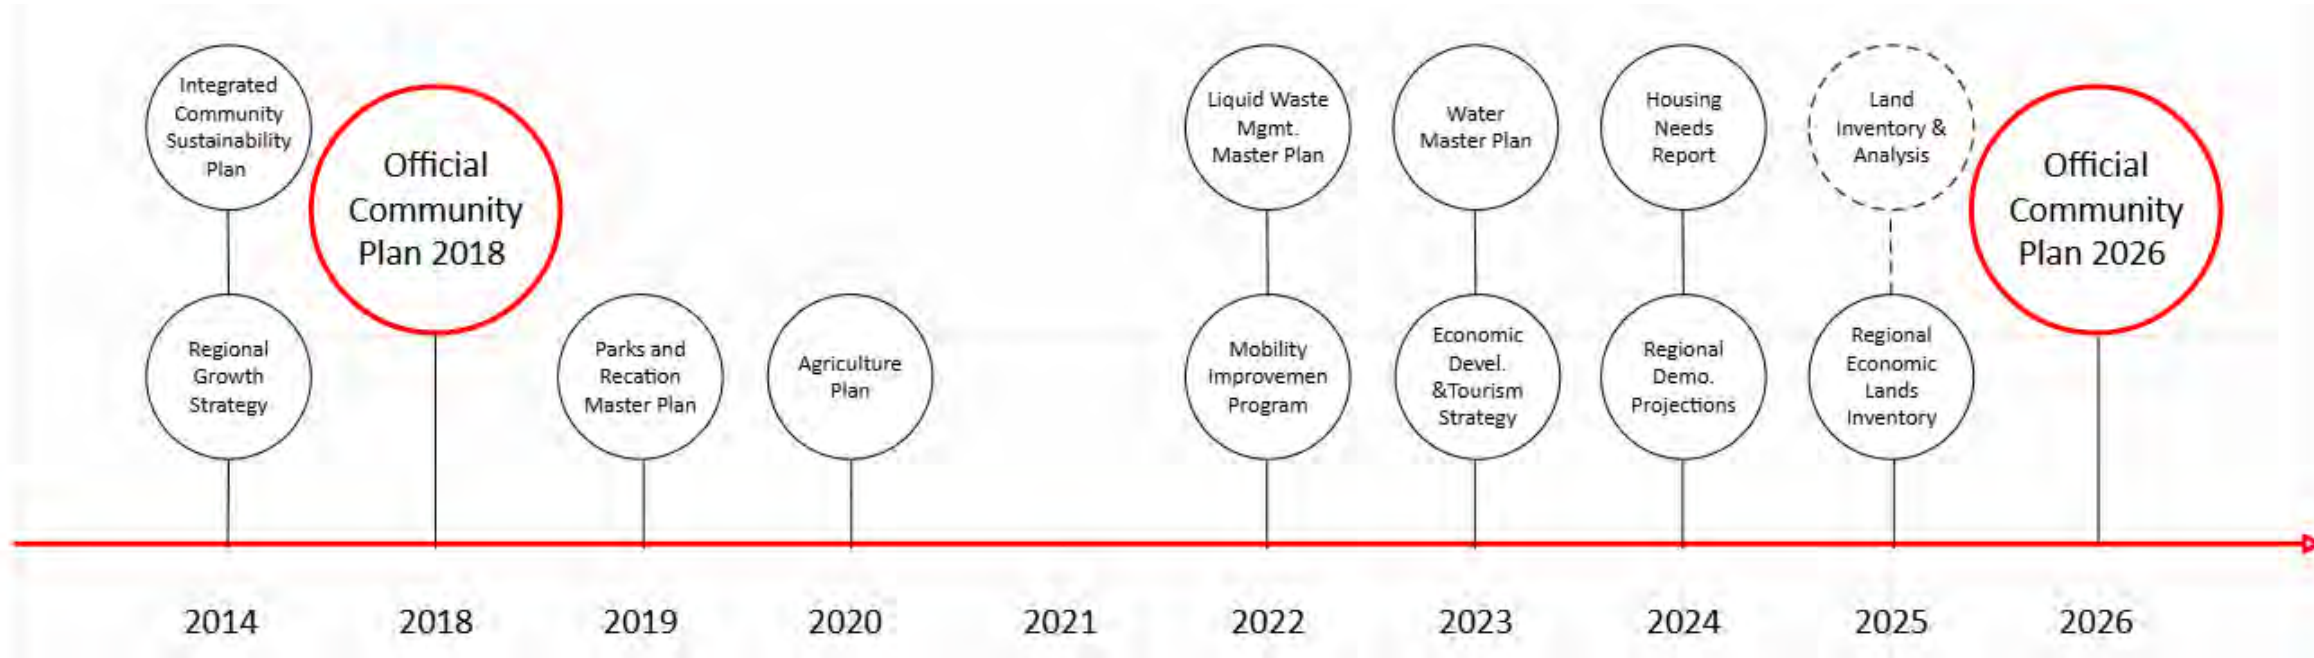 Integrated
Community
Sustainability
Plan
Regional
Growth
Strategy
Official
Community
Plan 2018
Parks and
Recation
Master Plan
Agriculture
Plan
Liquid Waste
Mgmt.
Master Plan
Mobility
Improvemen
Program
Water
Master Plan
Economic
Devel.
&Tourism
Strategy
Housing
Needs
Report
Regional
Demo.
Projections
Land
Inventory &
Analysis
Regional
Economic
Lands
Inventory
Official
Community
Plan 2026
2014
2018
2019
2020
2021
2022
2023
2024
2025
2026